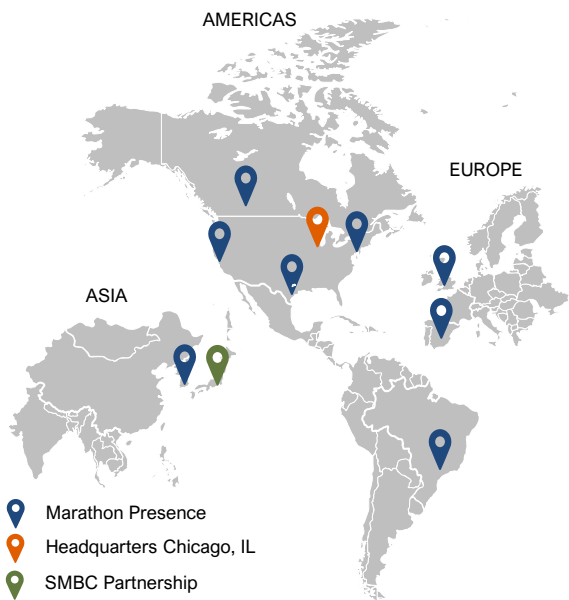 AMERICAS
EUROPE
ASIA
Marathon Presence
Headquarters Chicago, IL
SMBC Partnership